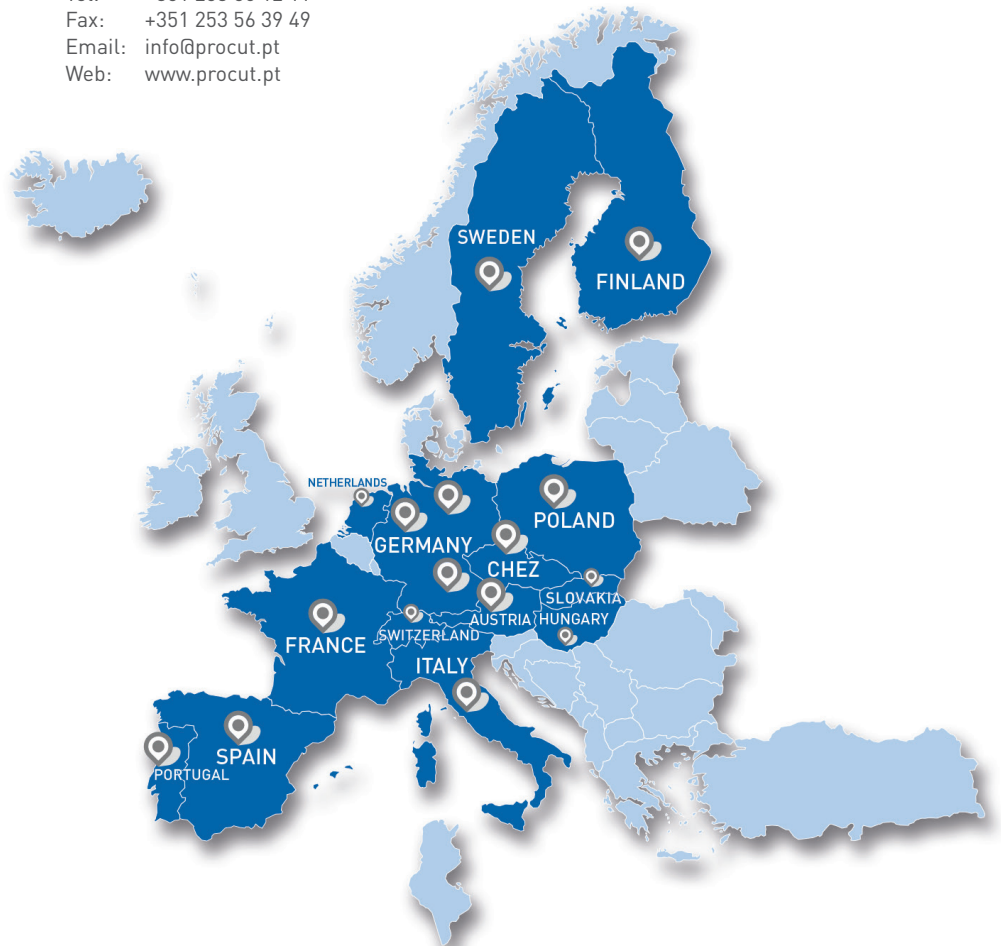 Fax: +351 253 56 39 49
Email: info@procut.pt
Web: www.procut.pt
SWEDEN
FINLAND
NETHERLANDS
POLAND
GERMANY
CHEZ
SLOVAKIA
AUSTRIA
HUNGARY
SWITZERLAND
FRANCE
ITALY
SPAIN
PORTUGAL